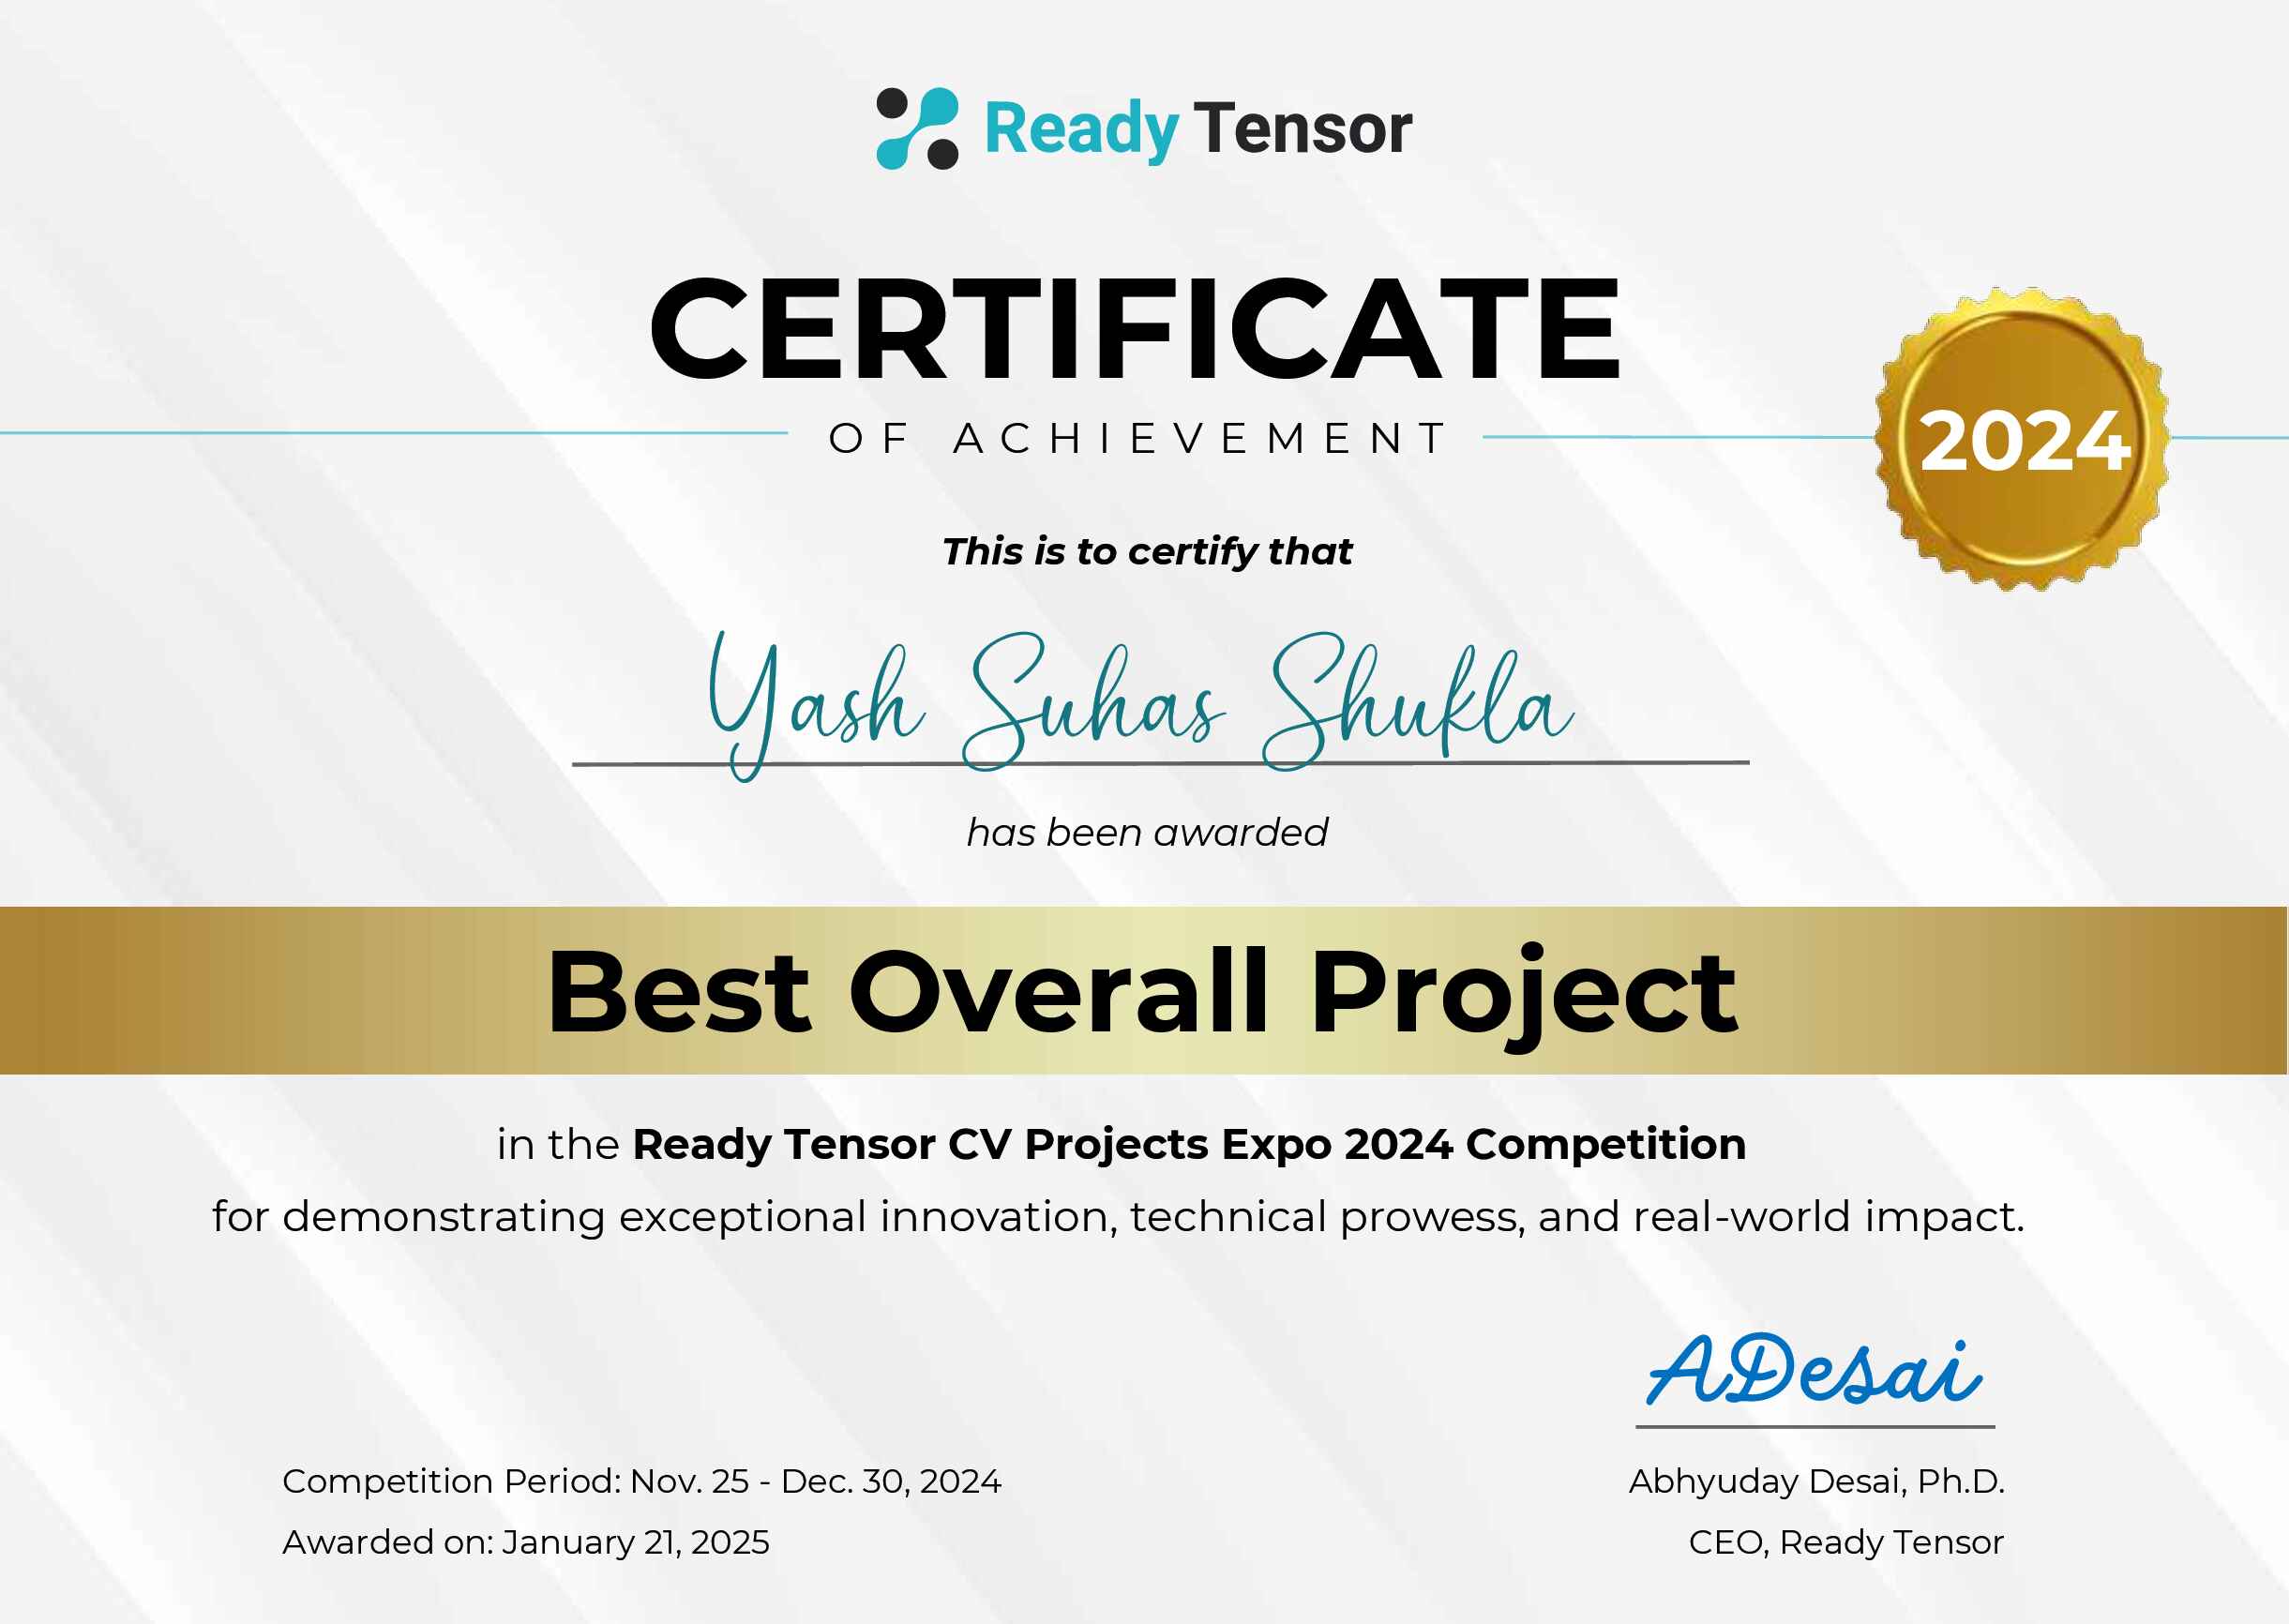 Ready Tensor
CERTIFICATE
OF ACHIEVEMENT
2024
This is to certify that
Yash Suhas Shukla
has been awarded
Best Overall Project
in the Ready Tensor CV Projects Expo 2024 Competition
for demonstrating exceptional innovation, technical prowess, and real-world impact.
ADesai
Competition Period: Nov. 25 - Dec. 30, 2024
Abhyuday Desai, Ph.D.
Awarded on: January 21, 2025
CEO, Ready Tensor